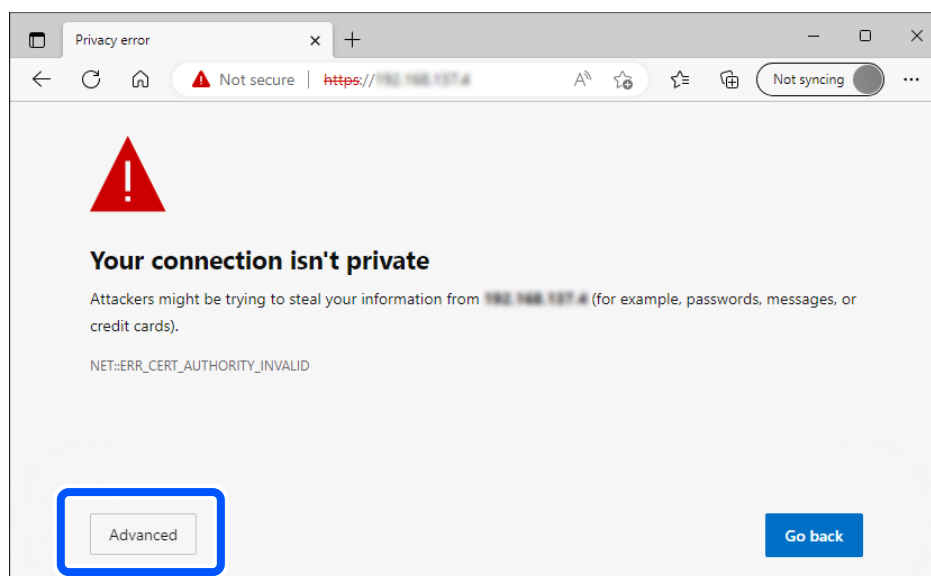 Privacy error
Not secure | https://
Not syncing
Your connection isn't private
Attackers might be trying to steal your information from (for example, passwords, messages, or
credit cards).
NET::ERR_CERT_AUTHORITY_INVALID
Advanced
Go back